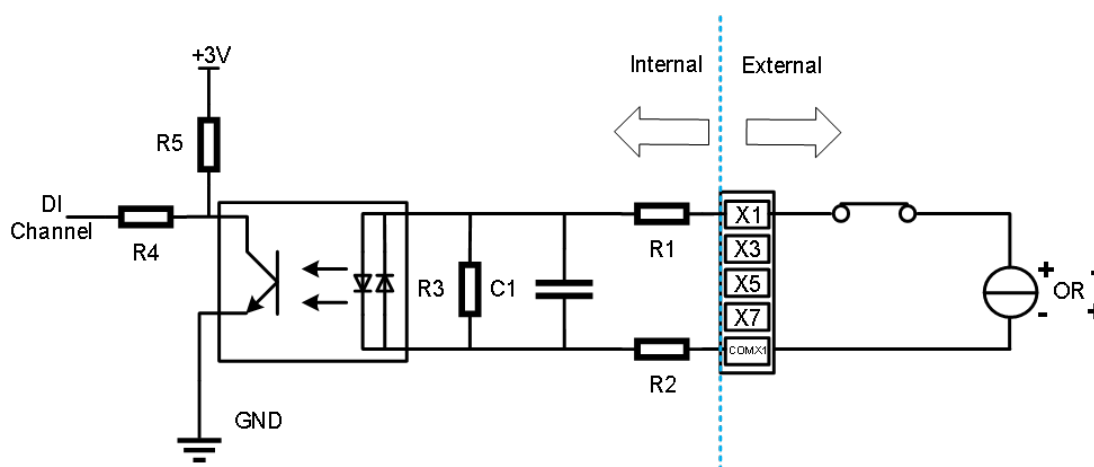 +3V
Internal
External
R5
DI
Channel
R4
R3
C1
R1
X1
X3
X5
X7
COMX1
R2
+
-
OR
-
+
GND